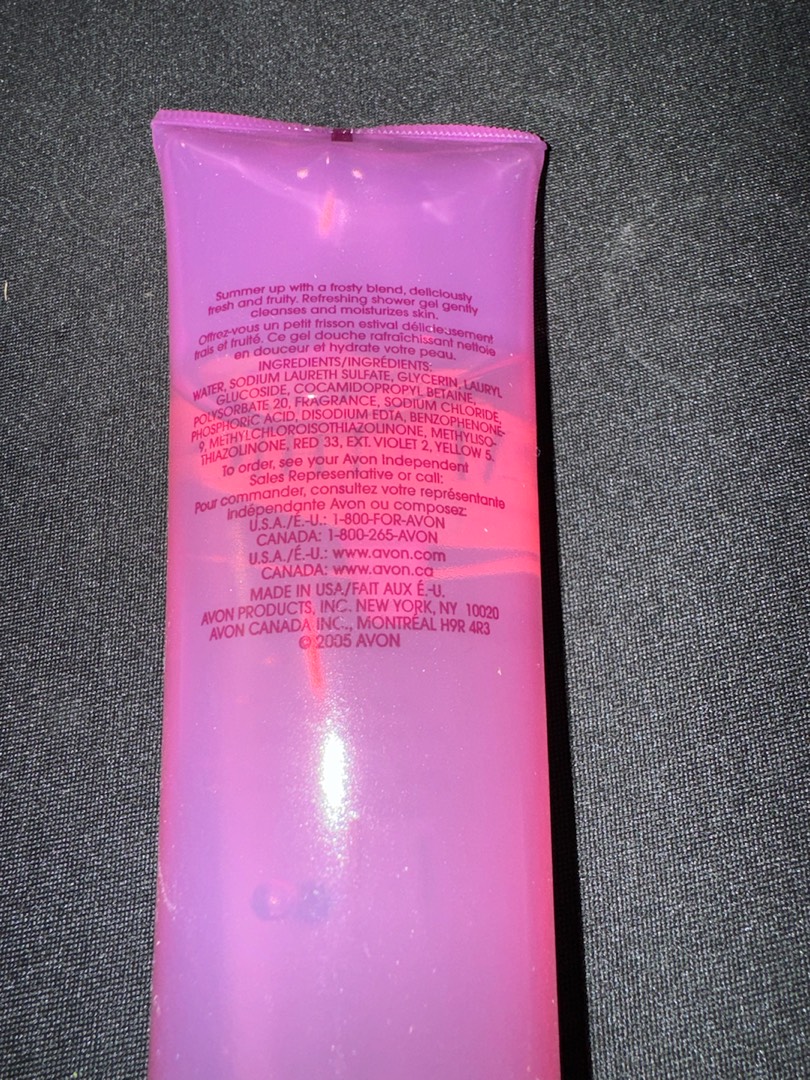 Summer up with a frosty blend, deliciously
fresh and fruity. Refreshing shower gel gently
cleanses and moisturizes skin.
Offrez-vous un petit frisson estival délicieusement
frais et fruité. Ce gel douche rafraîchissant nettoie
en douceur et hydrate votre peau.
INGREDIENTS/INGRÉDIENTS:
WATER, SODIUM LAURETH SULFATE, GLYCERIN, LAURYL
GLUCOSIDE, COCAMIDOPROPYL BETAINE,
POLYSORBATE 20, FRAGRANCE, SODIUM CHLORIDE,
PHOSPHORIC ACID, DISODIUM EDTA, BENZOPHENONE-
9, METHYLCHLOROISOTHIAZOLINONE, METHYLISO-
THIAZOLINONE, RED 33, EXT. VIOLET 2, YELLOW 5.
To order, see your Avon Independent
Sales Representative or call:
Pour commander, consultez votre représentante
indépendante Avon ou composez:
U.S.A./É.-U.: 1-800-FOR-AVON
CANADA: 1-800-265-AVON
U.S.A./É.-U.: www.avon.com
CANADA: www.avon.ca
MADE IN USA/FAIT AUX É.-U.
AVON PRODUCTS, INC. NEW YORK, NY 10020
AVON CANADA INC., MONTRÉAL H9R 4R3
© 2005 AVON